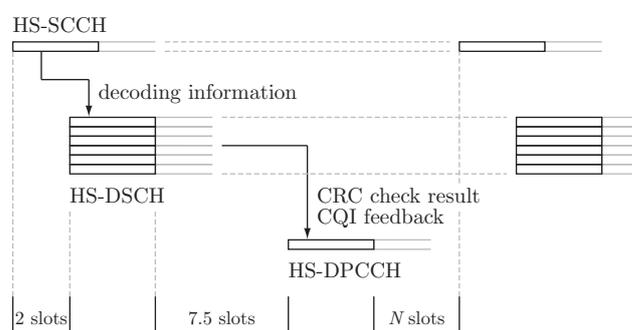 HS-SCCH
decoding information
HS-DSCH
CRC check result
CQI feedback
HS-DPCCH
2 slots
7.5 slots
N slots